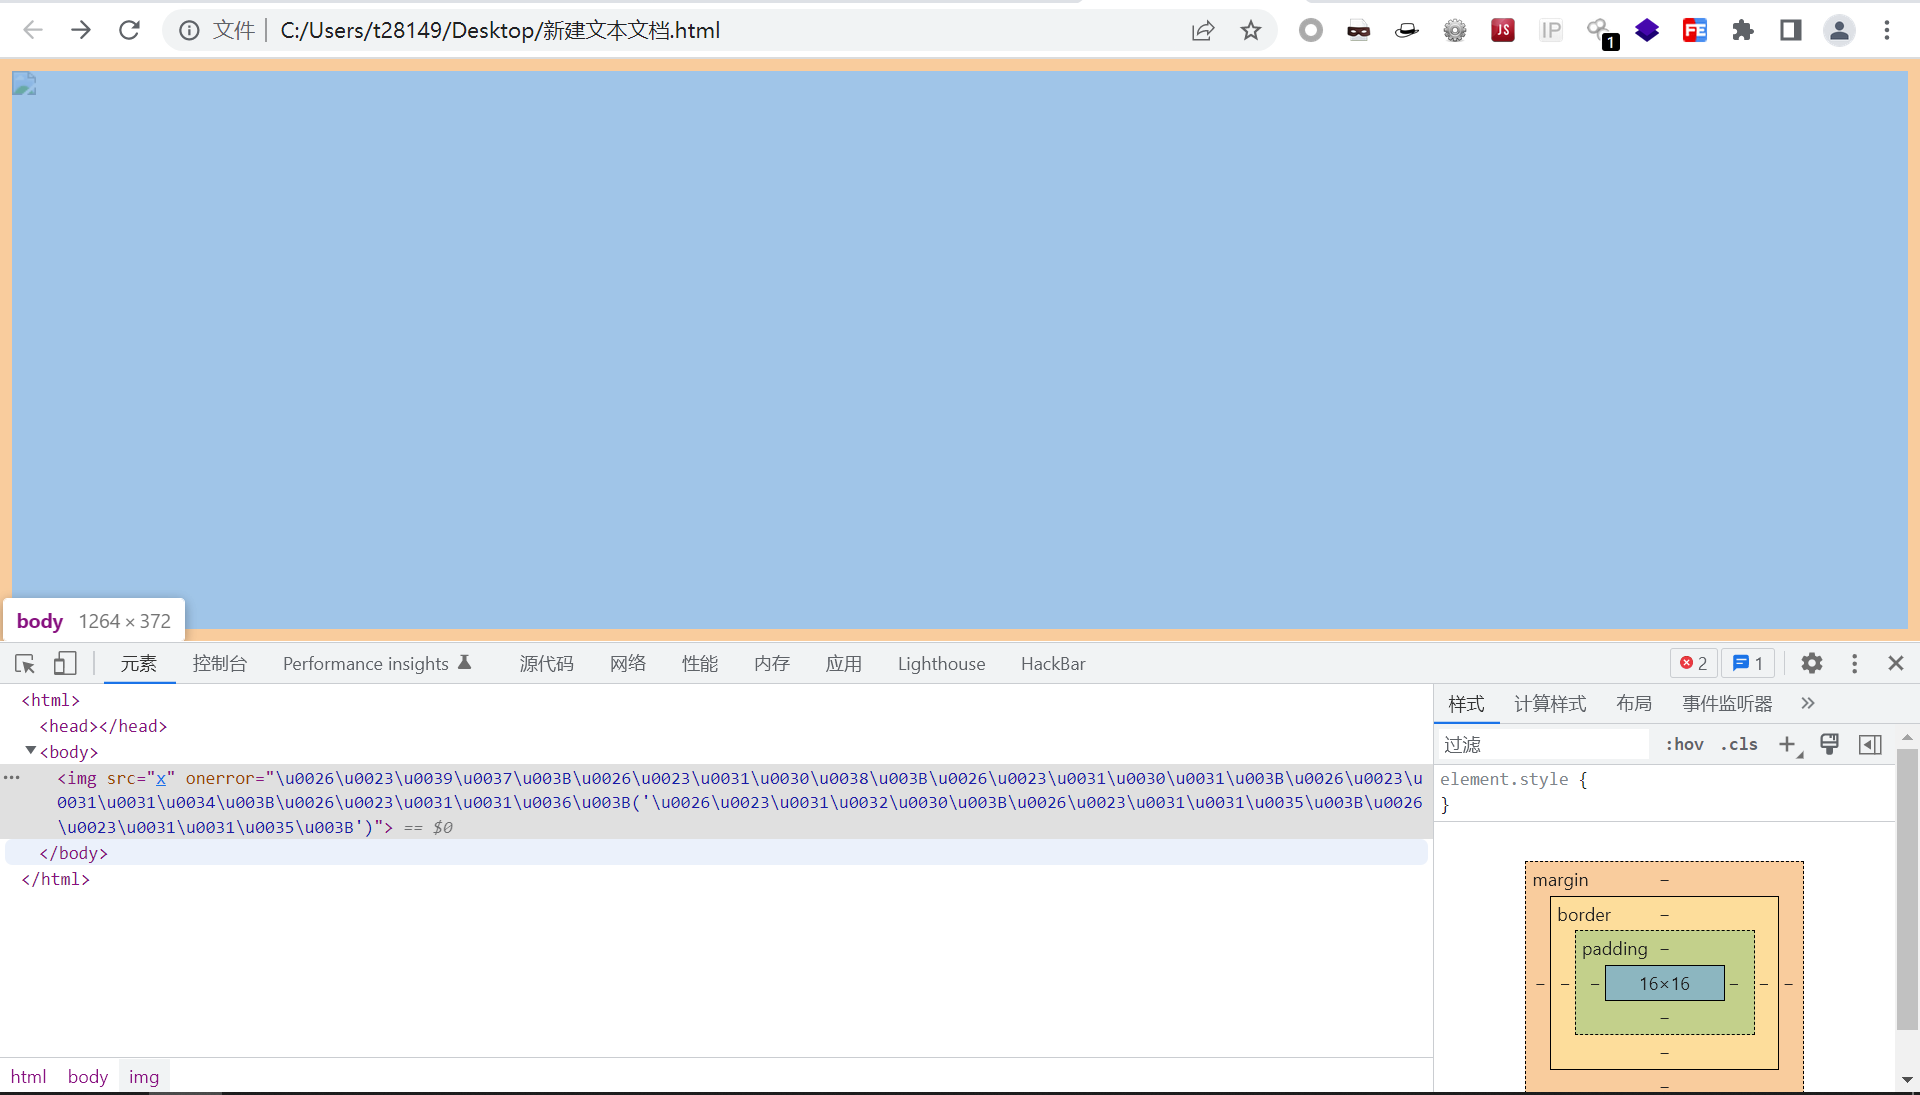 文件 C:/Users/t28149/Desktop/新建文本文档.html JS IP 1 FE
body 1264 × 372
元素 控制台 Performance insights 源代码 网络 性能 内存 应用 Lighthouse HackBar 2 1
<html>
<head></head>
<body>
<img src="x" onerror="\u0026\u0023\u0039\u0037\u003B\u0026\u0023\u0031\u0030\u0038\u003B\u0026\u0023\u0031\u0030\u0031\u003B\u0026\u0023\u
0031\u0031\u0034\u003B\u0026\u0023\u0031\u0031\u0036\u003B('\u0026\u0023\u0031\u0032\u0030\u003B\u0026\u0023\u0031\u0031\u0035\u003B\u0026
\u0023\u0031\u0031\u0035\u003B')"> == $0
</body>
</html>
html body img
样式 计算样式 布局 事件监听器 »
过滤 :hov .cls +
element.style {
}
margin –
border –
padding –
– – – 16×16 – – –
–
–
–